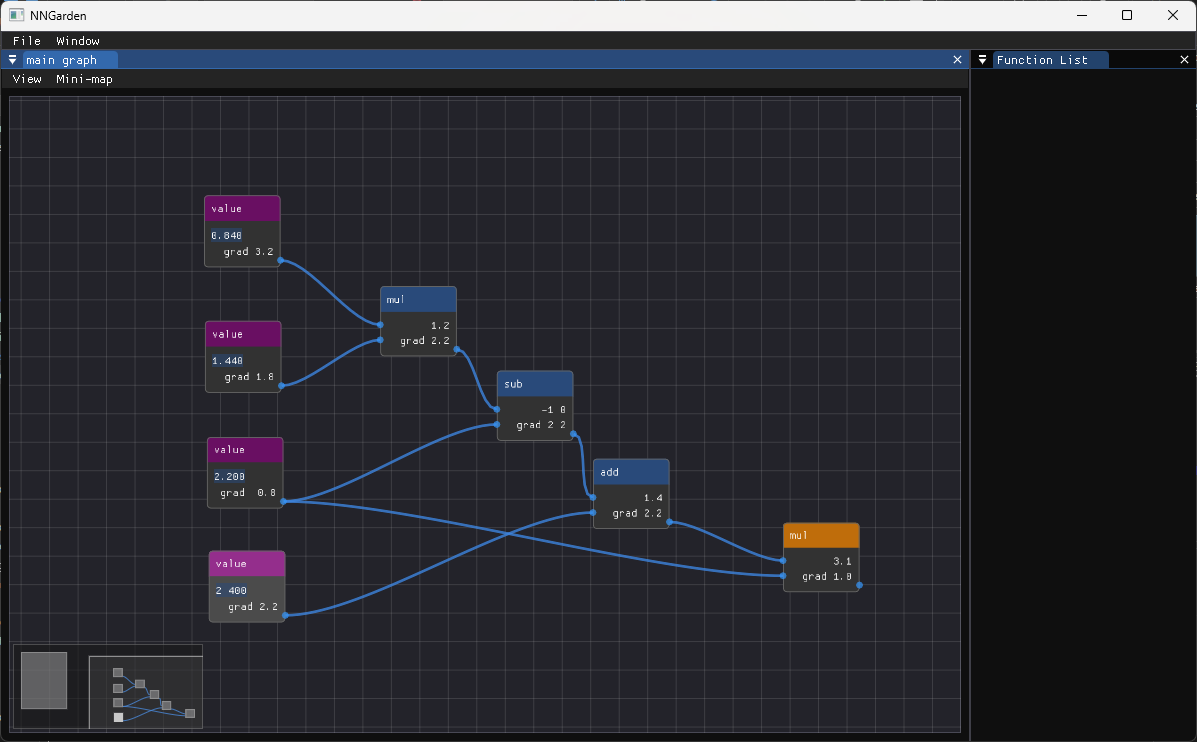 NNGarden
File Window
main graph
Function List
View Mini-map
value
0.840
grad 3.2
value
1.440
grad 1.8
value
2.200
grad 0.8
value
2 400
grad 2.2
mul
1.2
grad 2.2
sub
-1 0
grad 2 2
add
1.4
grad 2.2
mul
3.1
grad 1.0